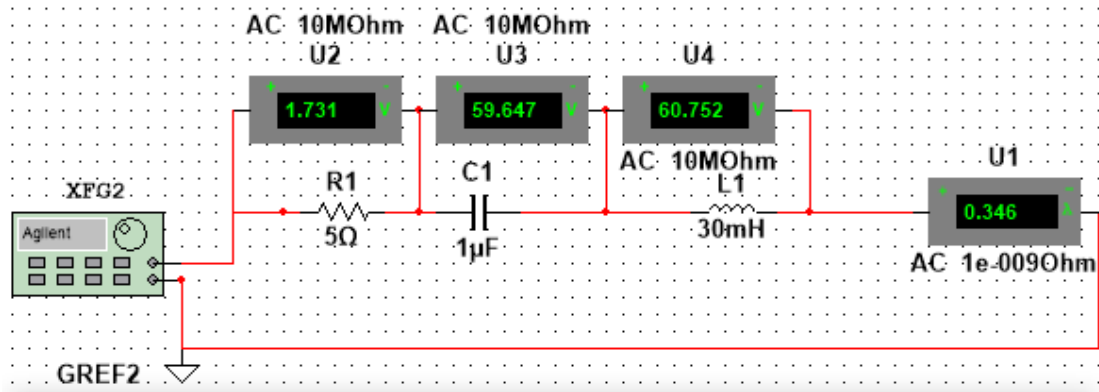 AC 10MOhm
U2
1.731
V
AC 10MOhm
U3
59.647
V
U4
60.752
V
AC 10MOhm
XFG2
Agilent
R1
5Ω
C1
1µF
L1
30mH
U1
0.346
A
AC 1e-009Ohm
GREF2